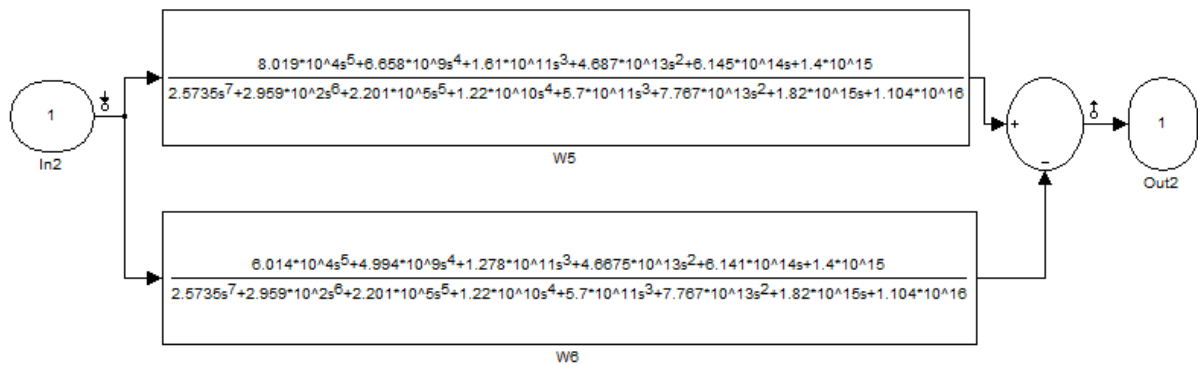 8.019*10^4s^5+6.658*10^9s^4+1.61*10^11s^3+4.687*10^13s^2+6.145*10^14s+1.4*10^15
2.5735s^7+2.959*10^2s^6+2.201*10^5s^5+1.22*10^10s^4+5.7*10^11s^3+7.767*10^13s^2+1.82*10^15s+1.104*10^16
W5
1
In2
+
−
1
Out2
6.014*10^4s^5+4.994*10^9s^4+1.278*10^11s^3+4.6675*10^13s^2+6.141*10^14s+1.4*10^15
2.5735s^7+2.959*10^2s^6+2.201*10^5s^5+1.22*10^10s^4+5.7*10^11s^3+7.767*10^13s^2+1.82*10^15s+1.104*10^16
W6